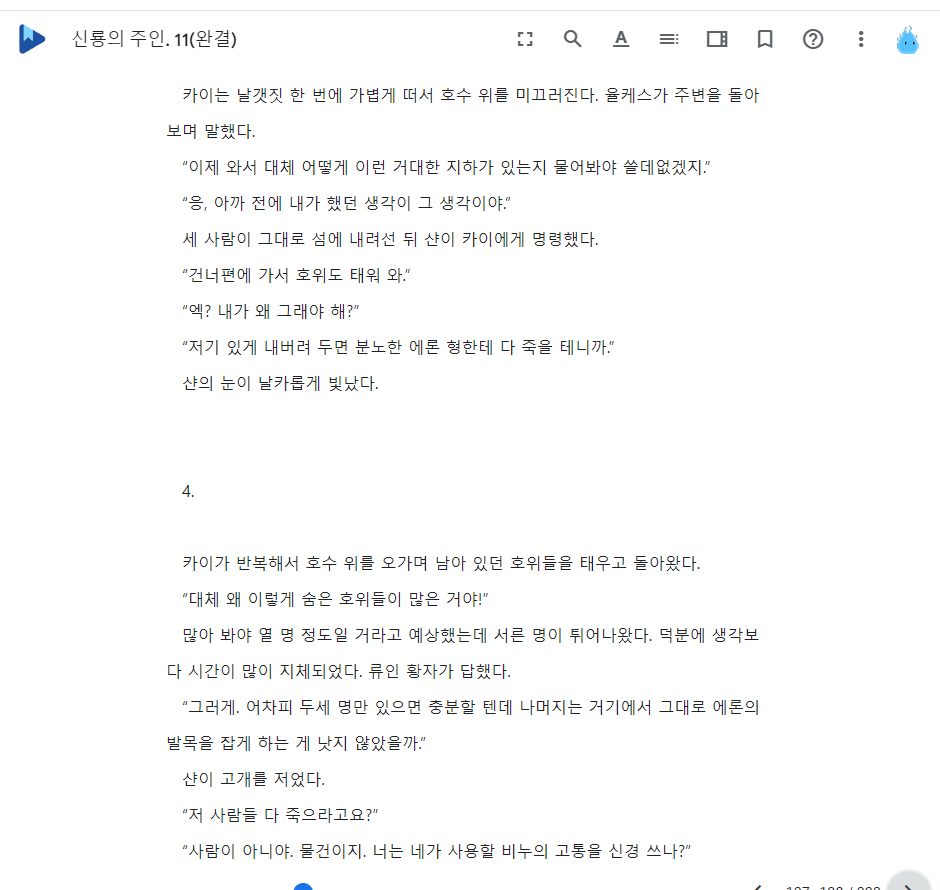 신룡의 주인. 11(완결)
카이는 날갯짓 한 번에 가볍게 떠서 호수 위를 미끄러진다. 율케스가 주변을 돌아
보며 말했다.
"이제 와서 대체 어떻게 이런 거대한 지하가 있는지 물어봐야 쓸데없겠지."
"응, 아까 전에 내가 했던 생각이 그 생각이야."
세 사람이 그대로 섬에 내려선 뒤 샨이 카이에게 명령했다.
"건너편에 가서 호위도 태워 와."
"엑? 내가 왜 그래야 해?"
"저기 있게 내버려 두면 분노한 에론 형한테 다 죽을 테니까."
샨의 눈이 날카롭게 빛났다.
4.
카이가 반복해서 호수 위를 오가며 남아 있던 호위들을 태우고 돌아왔다.
"대체 왜 이렇게 숨은 호위들이 많은 거야!"
많아 봐야 열 명 정도일 거라고 예상했는데 서른 명이 튀어나왔다. 덕분에 생각보
다 시간이 많이 지체되었다. 류인 황자가 답했다.
"그러게. 어차피 두세 명만 있으면 충분할 텐데 나머지는 거기에서 그대로 에론의
발목을 잡게 하는 게 낫지 않았을까."
샨이 고개를 저었다.
"저 사람들 다 죽으라고요?"
"사람이 아니야. 물건이지. 너는 네가 사용할 비누의 고통을 신경 쓰나?"